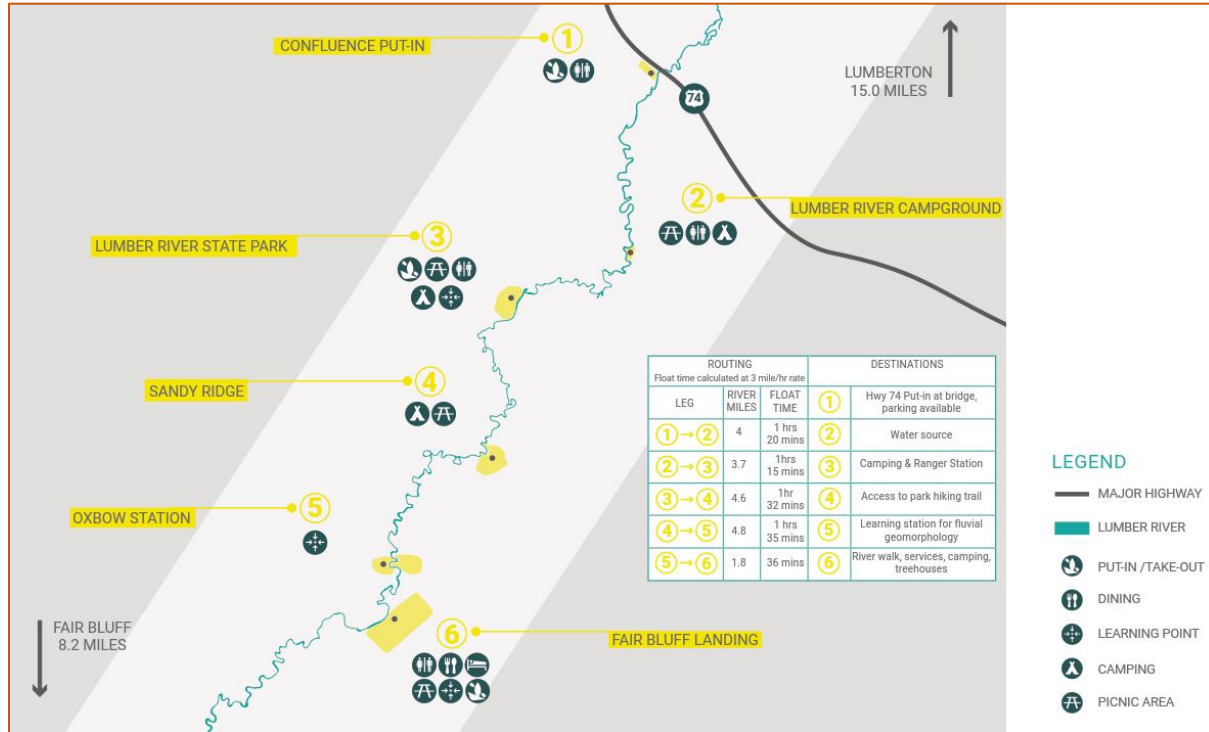 CONFLUENCE PUT-IN
1
74
LUMBERTON
15.0 MILES
2
LUMBER RIVER CAMPGROUND
LUMBER RIVER STATE PARK
3
SANDY RIDGE
4
OXBOW STATION
5
FAIR BLUFF
8.2 MILES
6
FAIR BLUFF LANDING
ROUTING
Float time calculated at 3 mile/hr rate
DESTINATIONS
LEG
RIVER
MILES
FLOAT
TIME
1
Hwy 74 Put-in at bridge,
parking available
1→2
4
1 hrs
20 mins
2
Water source
2→3
3.7
1hrs
15 mins
3
Camping & Ranger Station
3→4
4.6
1hr
32 mins
4
Access to park hiking trail
4→5
4.8
1 hrs
35 mins
5
Learning station for fluvial
geomorphology
5→6
1.8
36 mins
6
River walk, services, camping,
treehouses
LEGEND
MAJOR HIGHWAY
LUMBER RIVER
PUT-IN /TAKE-OUT
DINING
LEARNING POINT
CAMPING
PICNIC AREA